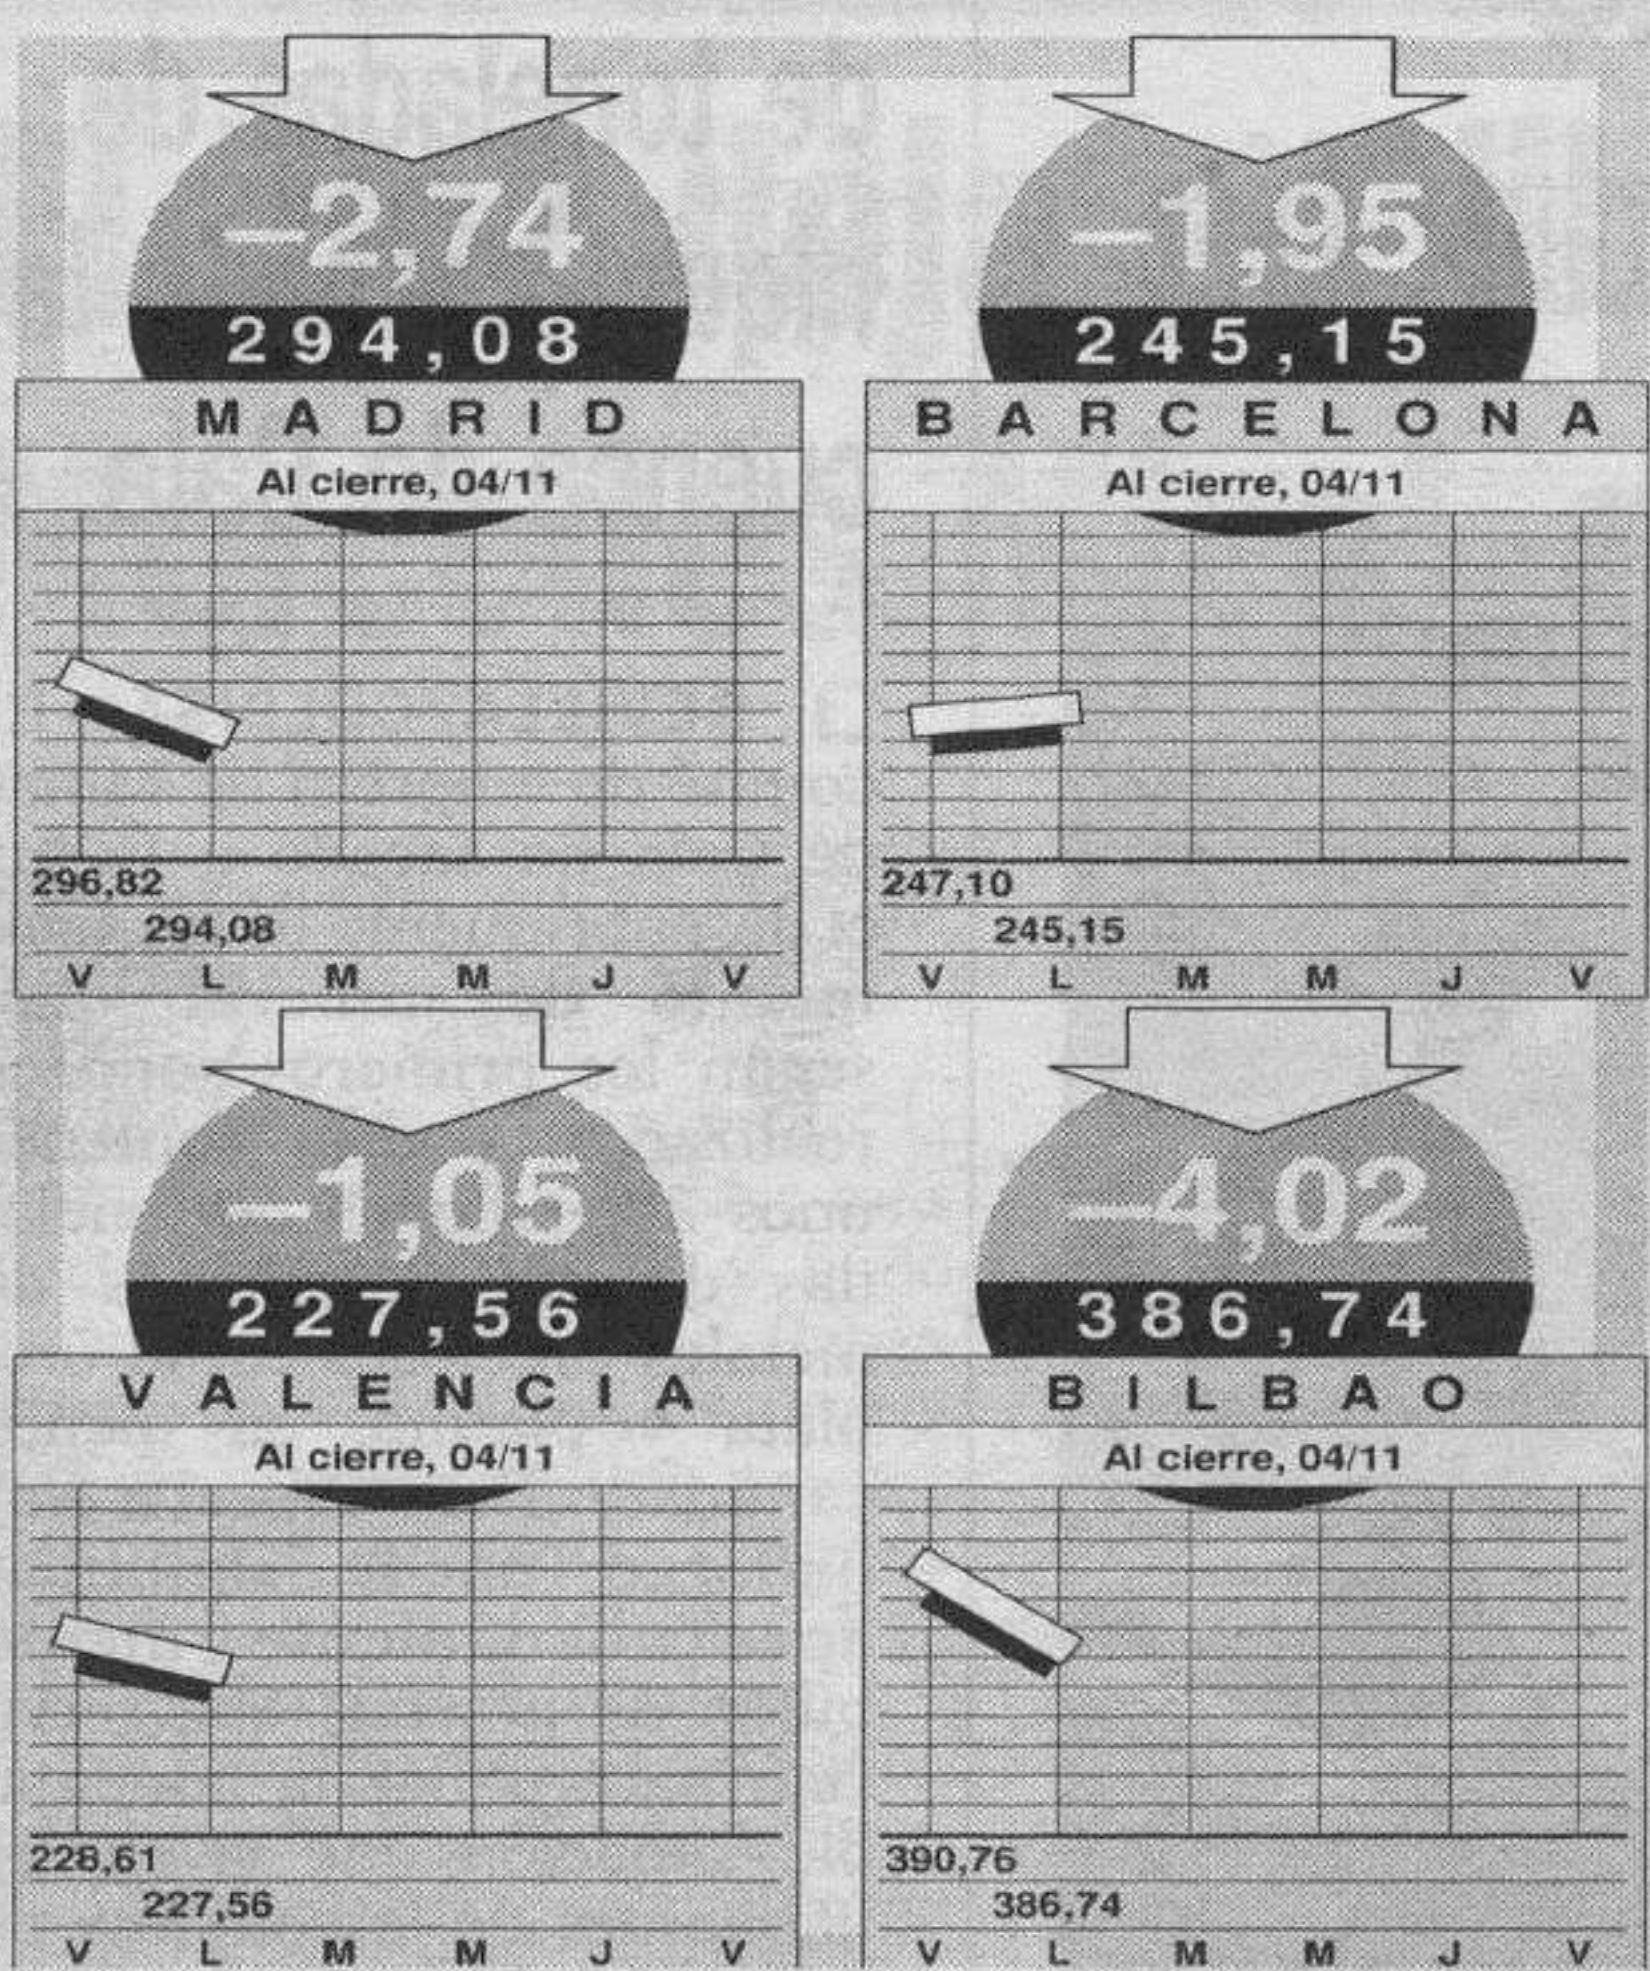 –2,74
294,08
MADRID
Al cierre, 04/11
296,82
294,08
V L M M J V
–1,95
245,15
BARCELONA
Al cierre, 04/11
247,10
245,15
V L M M J V
–1,05
227,56
VALENCIA
Al cierre, 04/11
228,61
227,56
V L M M J V
–4,02
386,74
BILBAO
Al cierre, 04/11
390,76
386,74
V L M M J V